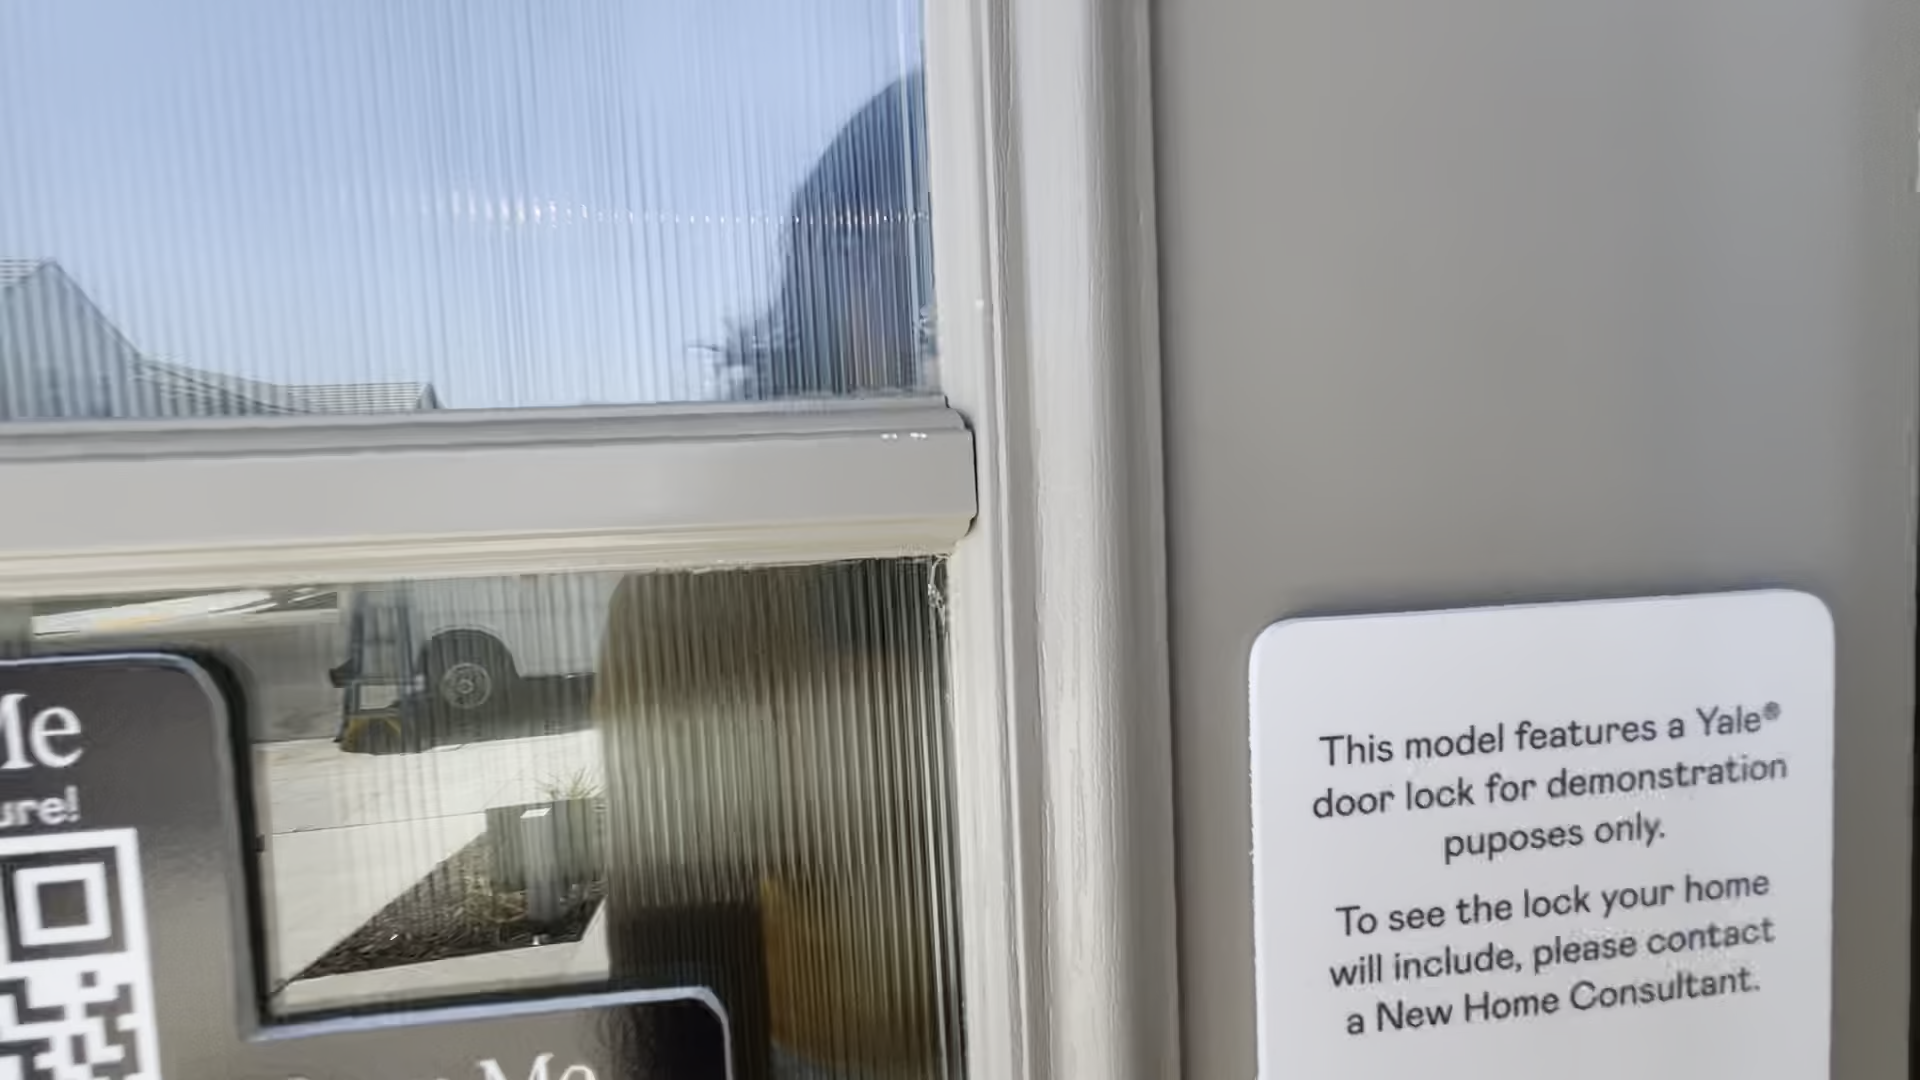 Me
This model features a Yale®
door lock for demonstration
puposes only.
To see the lock your home
will include, please contact
a New Home Consultant.
Me